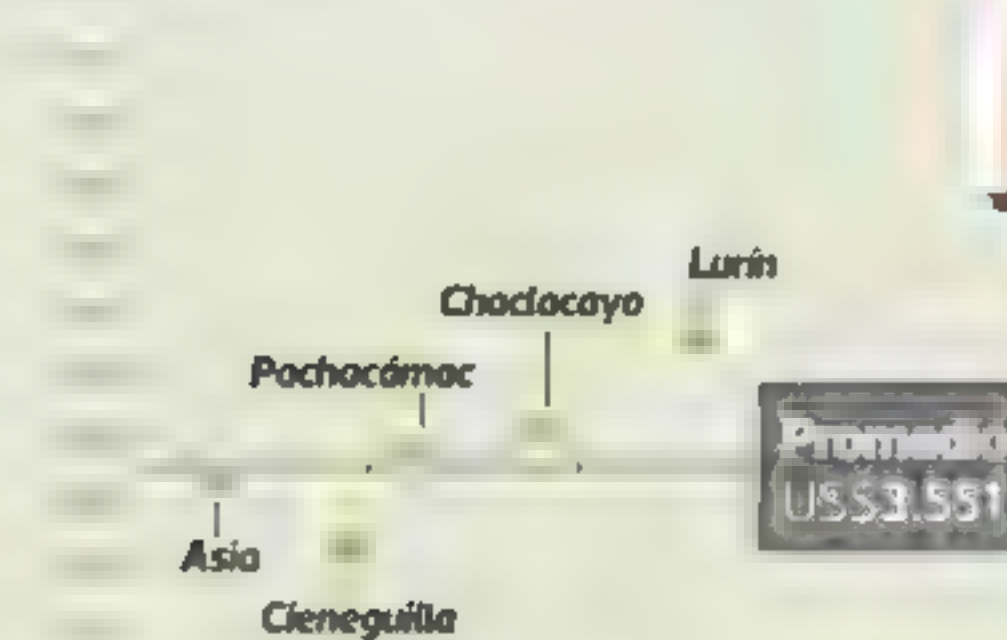 Lurín
Chaclacayo
Pachacámac
Promedio
US$3.551
Asia
Cieneguilla